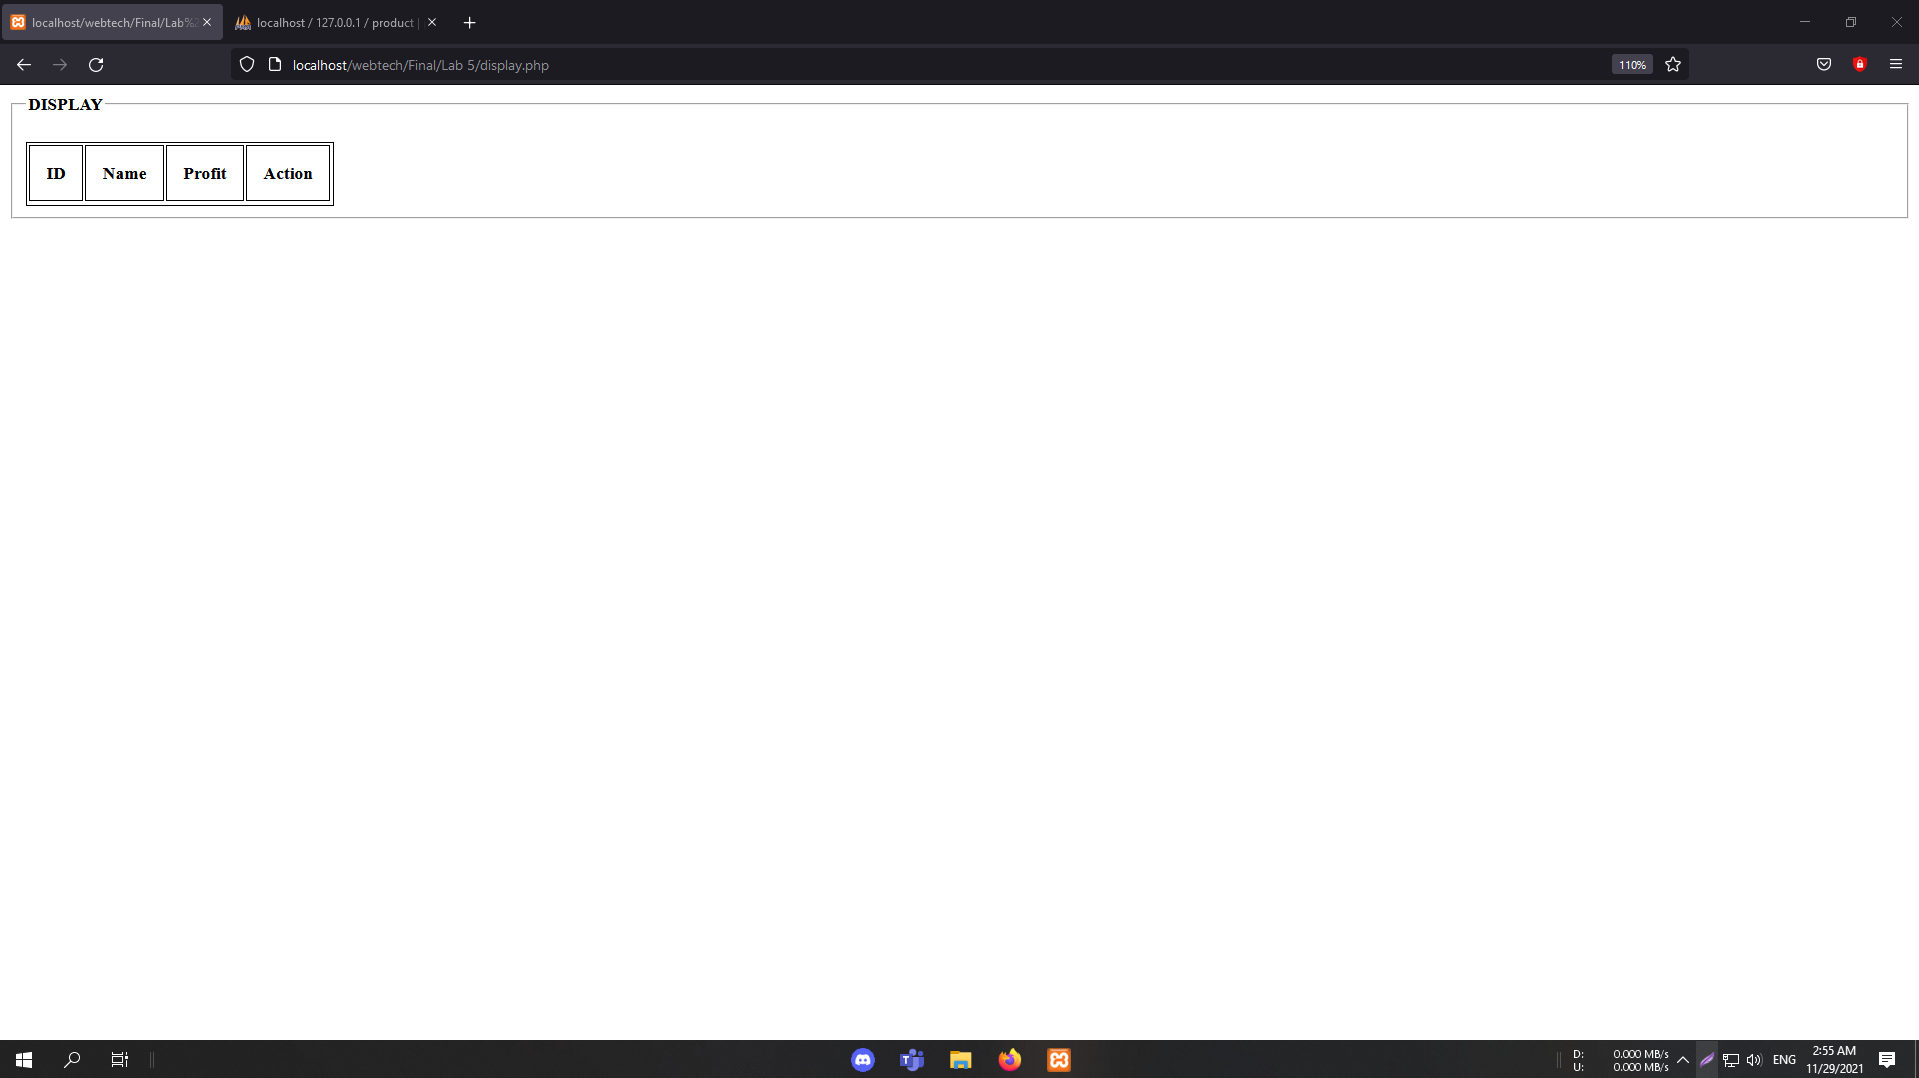 localhost/webtech/Final/Lab%2
localhost / 127.0.0.1 / product |
localhost/webtech/Final/Lab 5/display.php
110%
DISPLAY
ID Name Profit Action
D: 0.000 MB/s
U: 0.000 MB/s
ENG
2:55 AM
11/29/2021